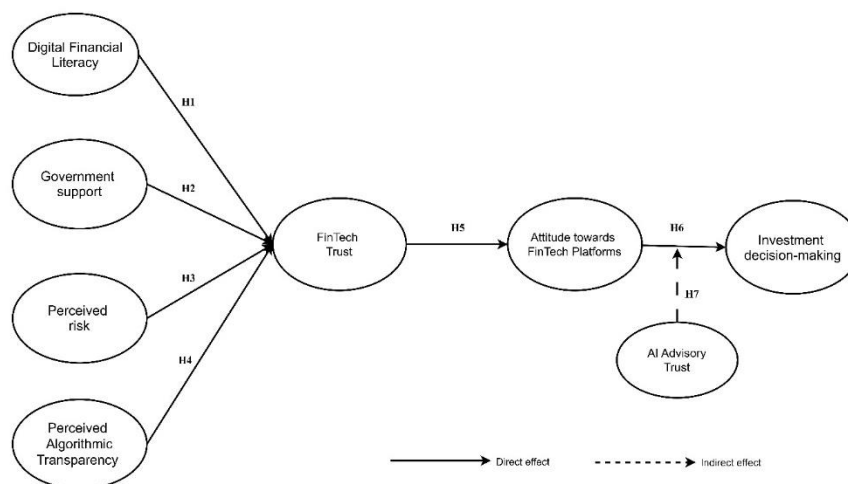 Digital Financial
Literacy
H1
Government
support
H2
FinTech
Trust
H5
Attitude towards
FinTech Platforms
H6
Investment
decision-making
H3
H7
Perceived
risk
H4
AI Advisory
Trust
Perceived
Algorithmic
Transparency
Direct effect
Indirect effect